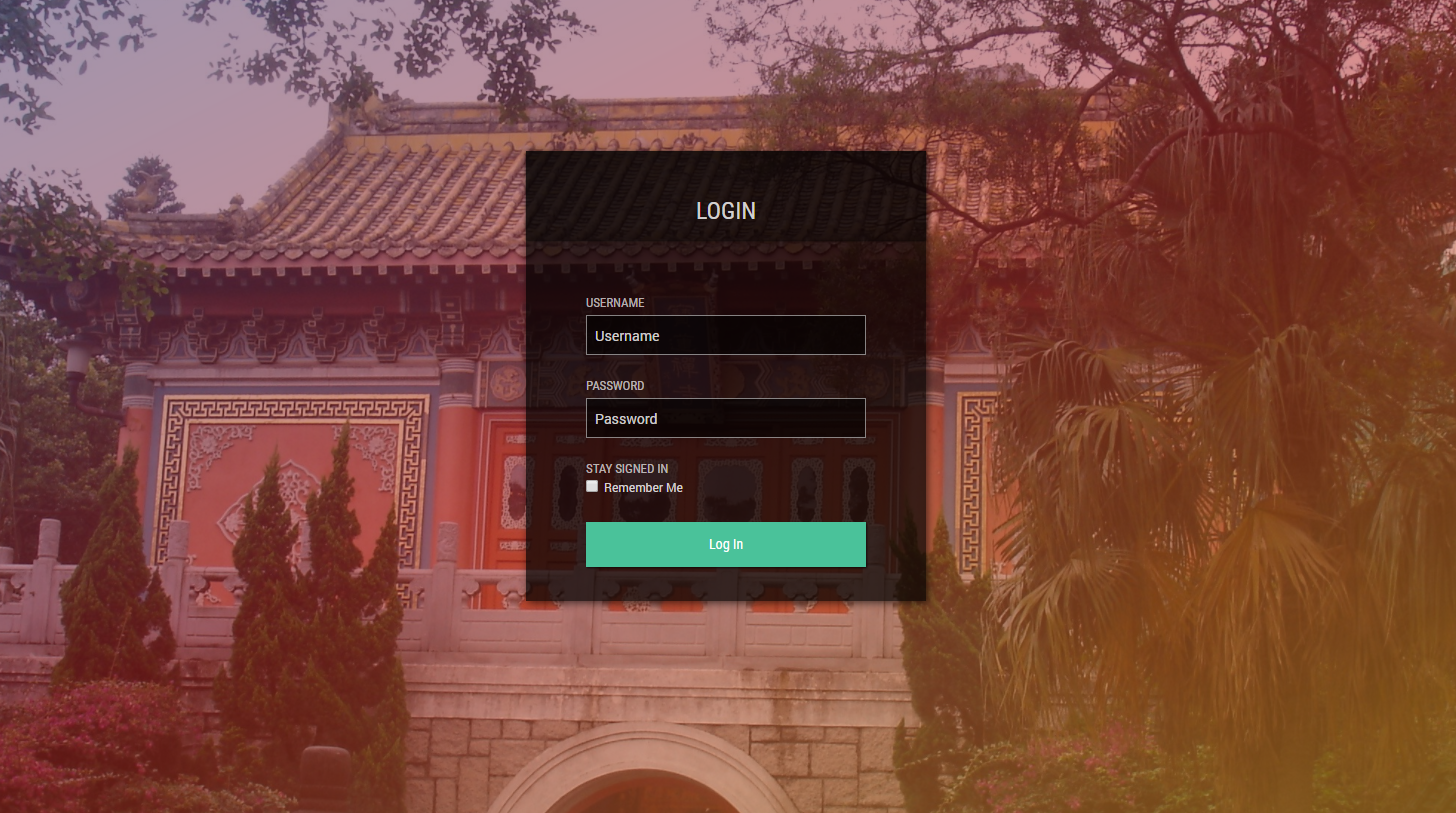 LOGIN
USERNAME
Username
PASSWORD
Password
STAY SIGNED IN
Remember Me
Log In